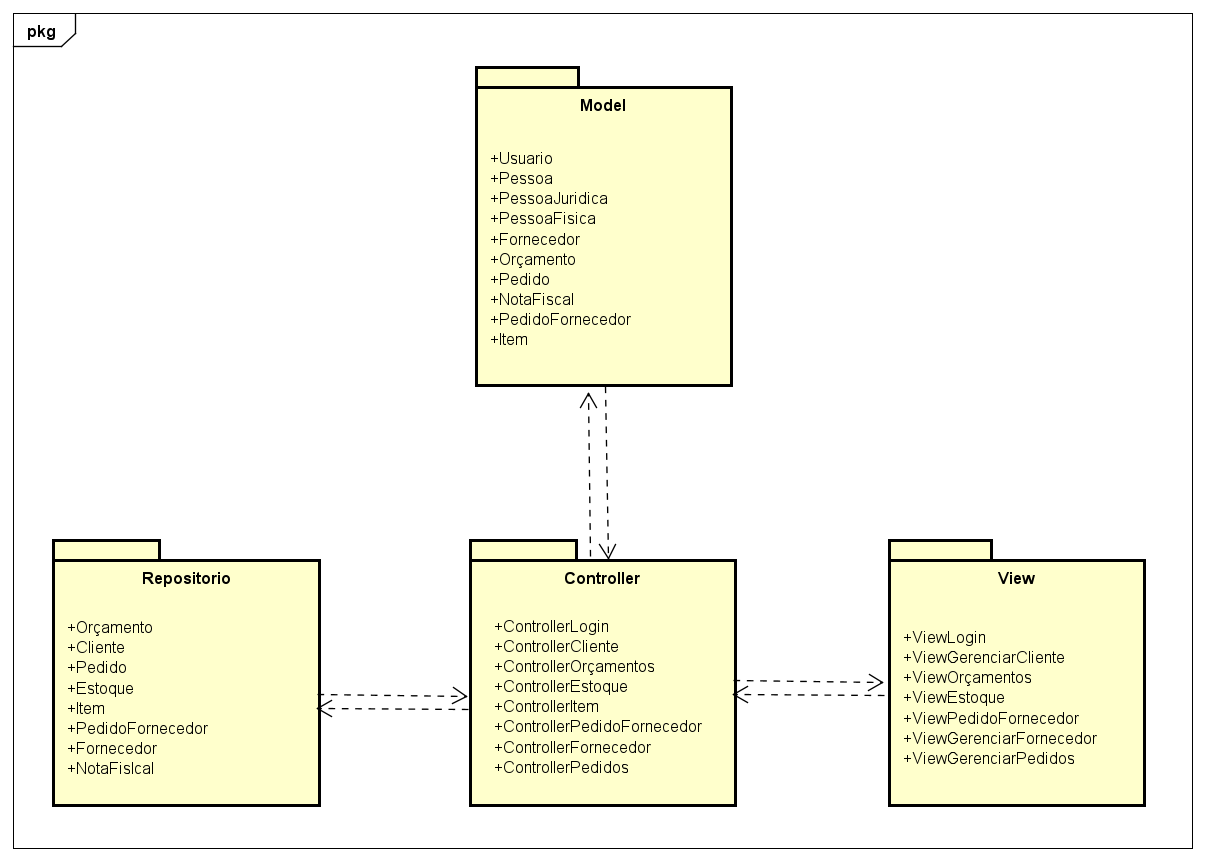 pkg
Model
+Usuario
+Pessoa
+PessoaJuridica
+PessoaFisica
+Fornecedor
+Orçamento
+Pedido
+NotaFiscal
+PedidoFornecedor
+Item
Repositorio
+Orçamento
+Cliente
+Pedido
+Estoque
+Item
+PedidoFornecedor
+Fornecedor
+NotaFisIcal
Controller
+ControllerLogin
+ControllerCliente
+ControllerOrçamentos
+ControllerEstoque
+ControllerItem
+ControllerPedidoFornecedor
+ControllerFornecedor
+ControllerPedidos
View
+ViewLogin
+ViewGerenciarCliente
+ViewOrçamentos
+ViewEstoque
+ViewPedidoFornecedor
+ViewGerenciarFornecedor
+ViewGerenciarPedidos